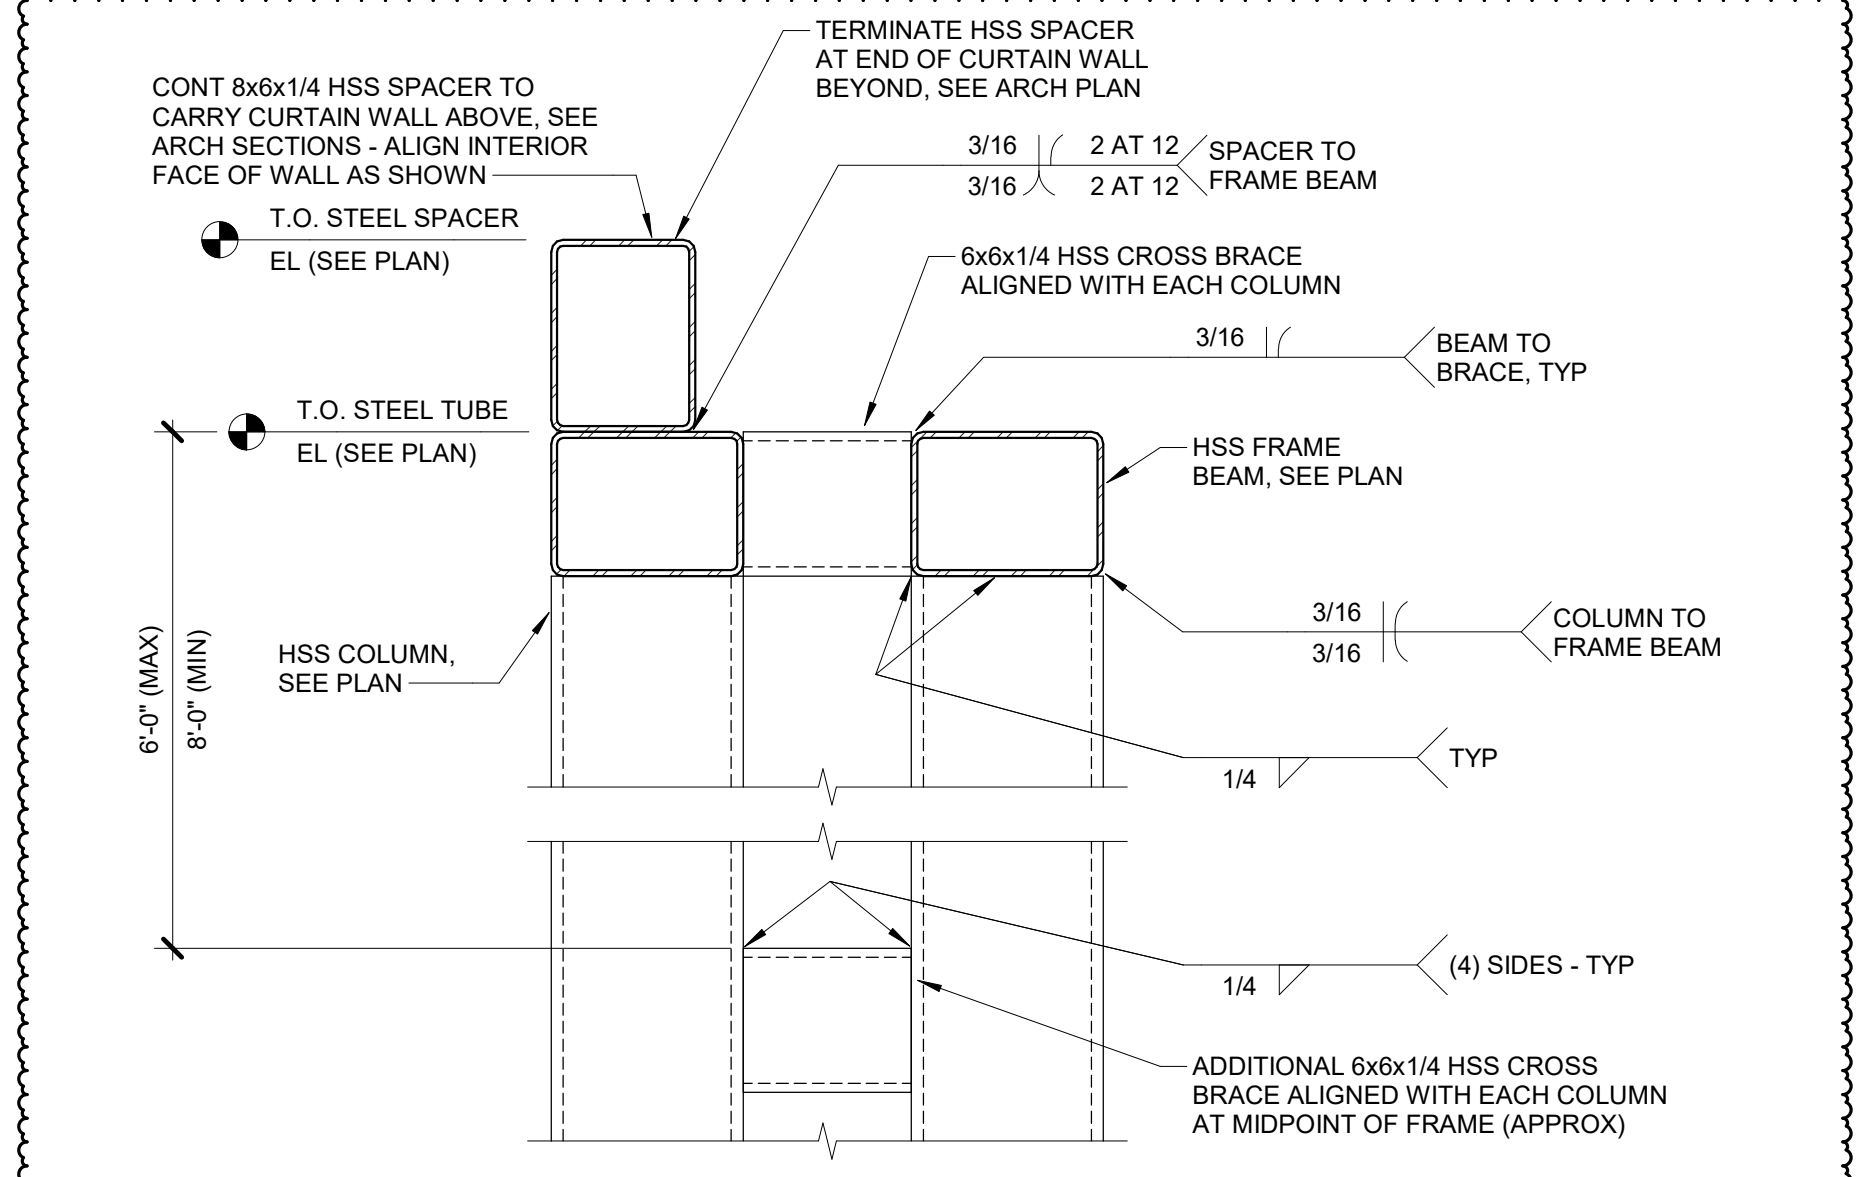 TERMINATE HSS SPACER
AT END OF CURTAIN WALL
BEYOND, SEE ARCH PLAN
CONT 8x6x1/4 HSS SPACER TO
CARRY CURTAIN WALL ABOVE, SEE
ARCH SECTIONS - ALIGN INTERIOR
FACE OF WALL AS SHOWN
3/16 2 AT 12
3/16 2 AT 12
SPACER TO
FRAME BEAM
T.O. STEEL SPACER
EL (SEE PLAN)
6x6x1/4 HSS CROSS BRACE
ALIGNED WITH EACH COLUMN
3/16
BEAM TO
BRACE, TYP
T.O. STEEL TUBE
EL (SEE PLAN)
HSS FRAME
BEAM, SEE PLAN
3/16
3/16
COLUMN TO
FRAME BEAM
HSS COLUMN,
SEE PLAN
6'-0" (MAX)
8'-0" (MIN)
1/4
TYP
1/4
(4) SIDES - TYP
ADDITIONAL 6x6x1/4 HSS CROSS
BRACE ALIGNED WITH EACH COLUMN
AT MIDPOINT OF FRAME (APPROX)